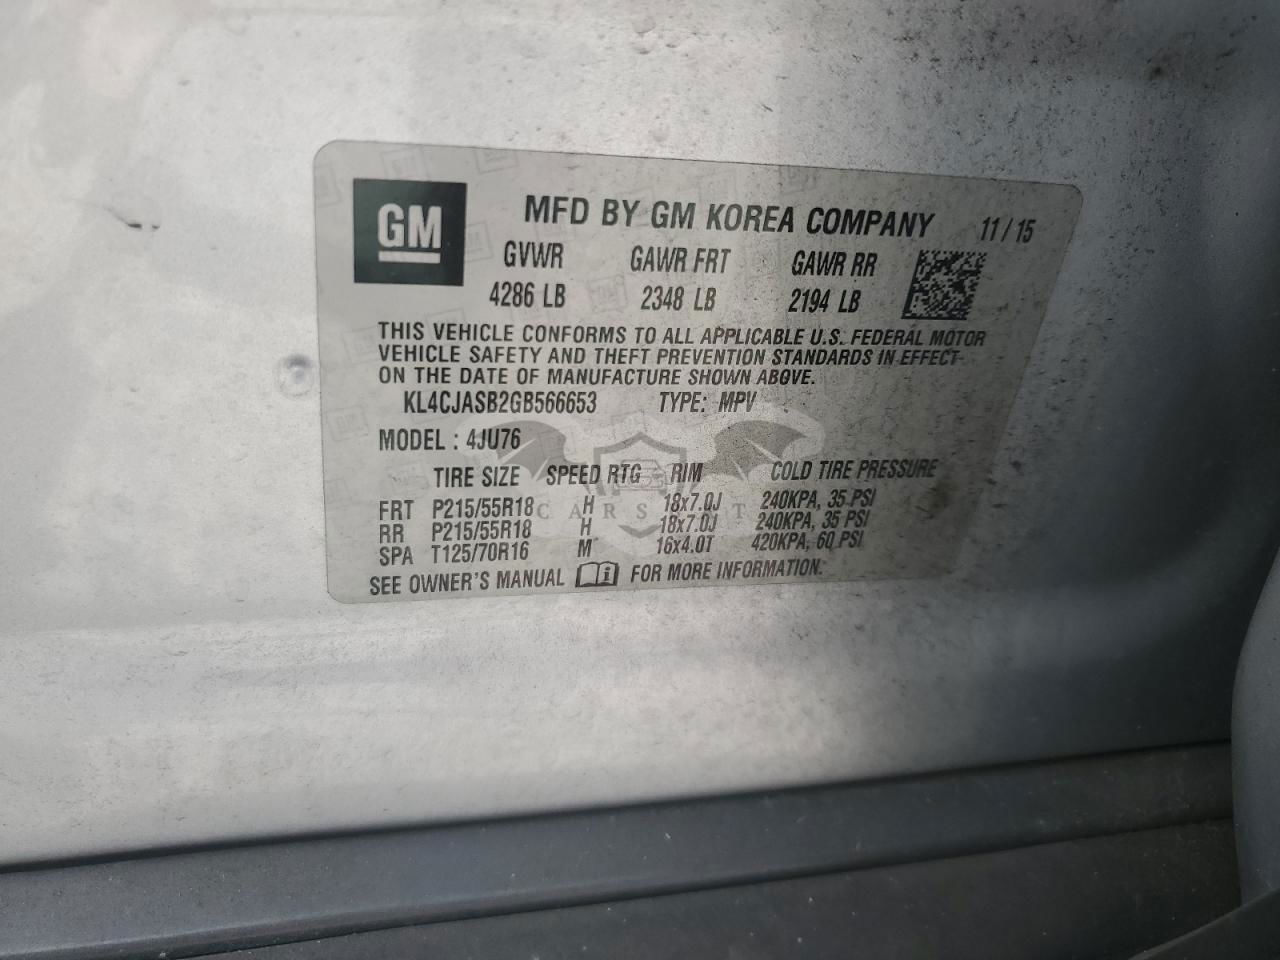 GM MFD BY GM KOREA COMPANY 11/15
GVWR GAWR FRT GAWR RR
4286 LB 2348 LB 2194 LB
THIS VEHICLE CONFORMS TO ALL APPLICABLE U.S. FEDERAL MOTOR
VEHICLE SAFETY AND THEFT PREVENTION STANDARDS IN EFFECT
ON THE DATE OF MANUFACTURE SHOWN ABOVE.
KL4CJASB2GB566653 TYPE: MPV
MODEL : 4JU76
TIRE SIZE SPEED RTG RIM COLD TIRE PRESSURE
FRT P215/55R18 H 18x7.0J 240KPA, 35 PSI
RR P215/55R18 H 18x7.0J 240KPA, 35 PSI
SPA T125/70R16 M 16x4.0T 420KPA, 60 PSI
SEE OWNER'S MANUAL FOR MORE INFORMATION.